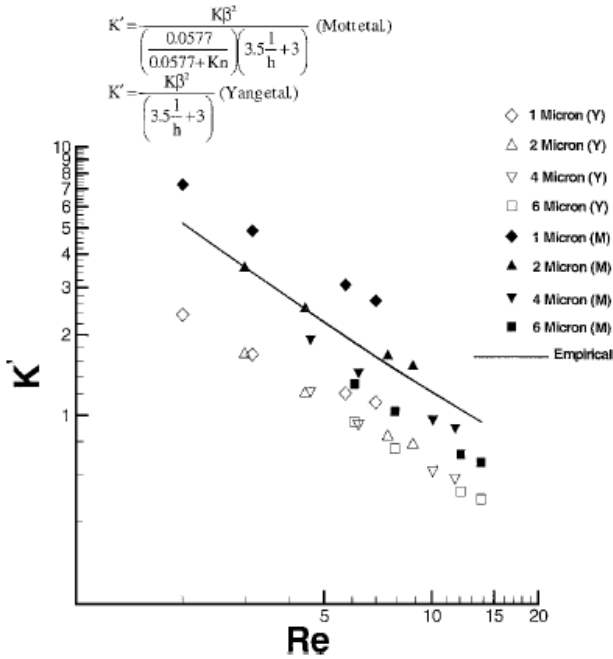 K′ = Kβ² / ((0.0577 / 0.0577+Kn)(3.5 1/h +3)) (Mottetal.)
K′ = Kβ² / (3.5 1/h +3) (Yangetal.)
1 Micron (Y)
2 Micron (Y)
4 Micron (Y)
6 Micron (Y)
1 Micron (M)
2 Micron (M)
4 Micron (M)
6 Micron (M)
Empirical
10
9
8
7
6
5
4
3
2
1
K'
5
10
15
20
Re